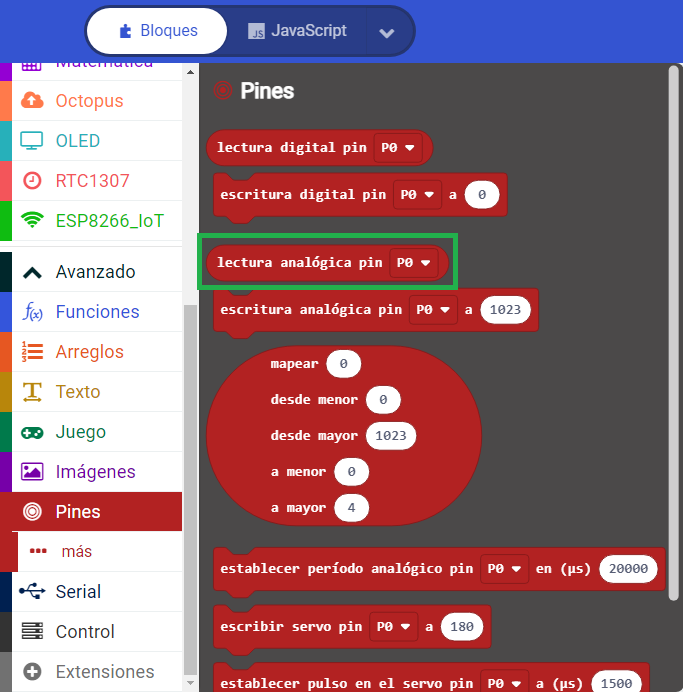 Bloques
JavaScript
Matemática
Octopus
OLED
RTC1307
ESP8266_IoT
Avanzado
Funciones
Arreglos
Texto
Juego
Imágenes
Pines
más
Serial
Control
Extensiones
Pines
lectura digital pin P0
escritura digital pin P0 a 0
lectura analógica pin P0
escritura analógica pin P0 a 1023
mapear 0
desde menor 0
desde mayor 1023
a menor 0
a mayor 4
establecer período analógico pin P0 en (µs) 20000
escribir servo pin P0 a 180
establecer pulso en el servo pin P0 a (µs) 1500